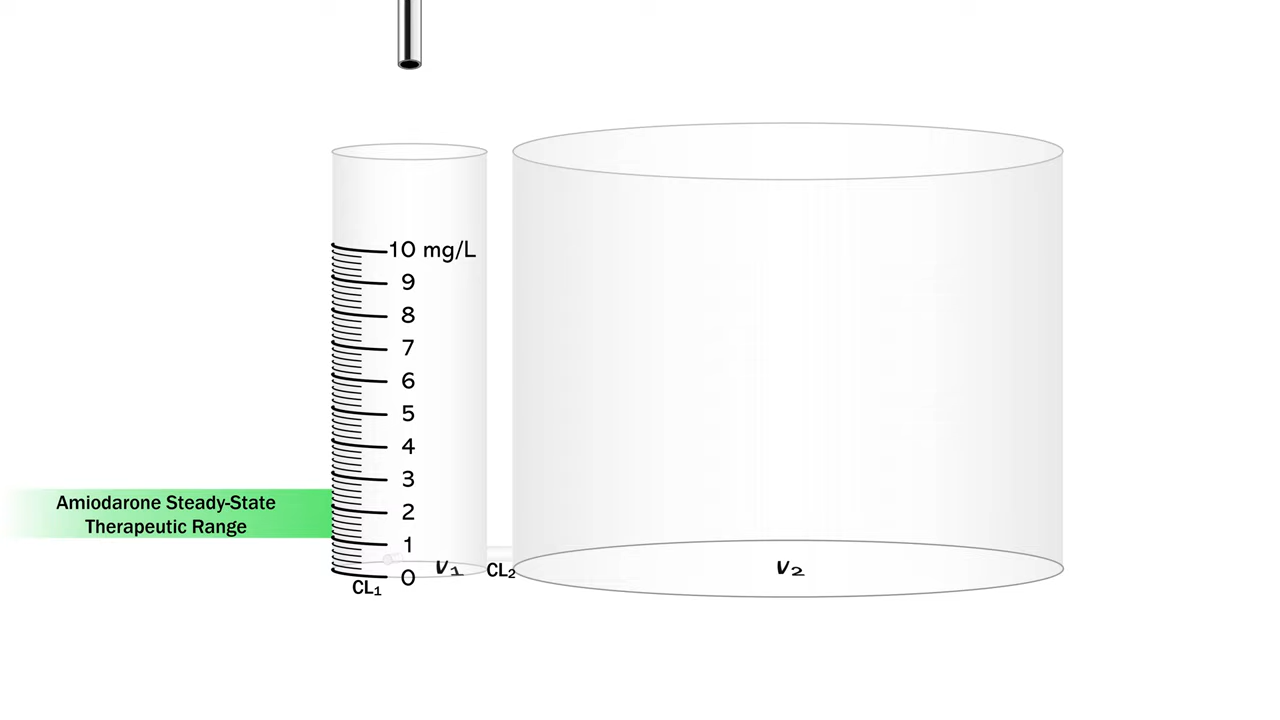 10 mg/L
9
8
7
6
5
4
3
Amiodarone Steady-State
Therapeutic Range
2
1
0
CL₁
V₁
CL₂
V₂